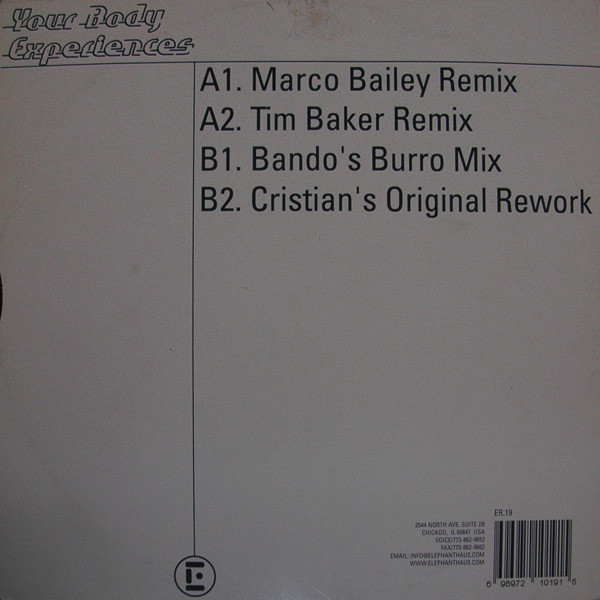 Your Body
Experiences
A1. Marco Bailey Remix
A2. Tim Baker Remix
B1. Bando's Burro Mix
B2. Cristian's Original Rework
ER.19
2544 NORTH AVE. SUITE 2B
CHICAGO, IL 60647 USA
VOICE/773-862-9652
FAX/773-862-9682
EMAIL: INFO@ELEPHANTHAUS.COM
WWW.ELEPHANTHAUS.COM
6 96972 10191 5
E